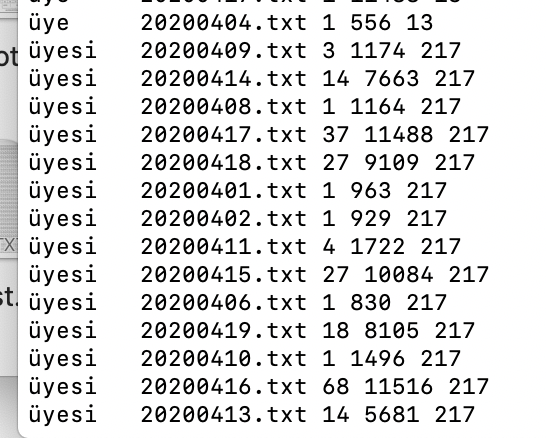 üye 20200404.txt 1 556 13
üyesi 20200409.txt 3 1174 217
üyesi 20200414.txt 14 7663 217
üyesi 20200408.txt 1 1164 217
üyesi 20200417.txt 37 11488 217
üyesi 20200418.txt 27 9109 217
üyesi 20200401.txt 1 963 217
üyesi 20200402.txt 1 929 217
üyesi 20200411.txt 4 1722 217
üyesi 20200415.txt 27 10084 217
üyesi 20200406.txt 1 830 217
üyesi 20200419.txt 18 8105 217
üyesi 20200410.txt 1 1496 217
üyesi 20200416.txt 68 11516 217
üyesi 20200413.txt 14 5681 217